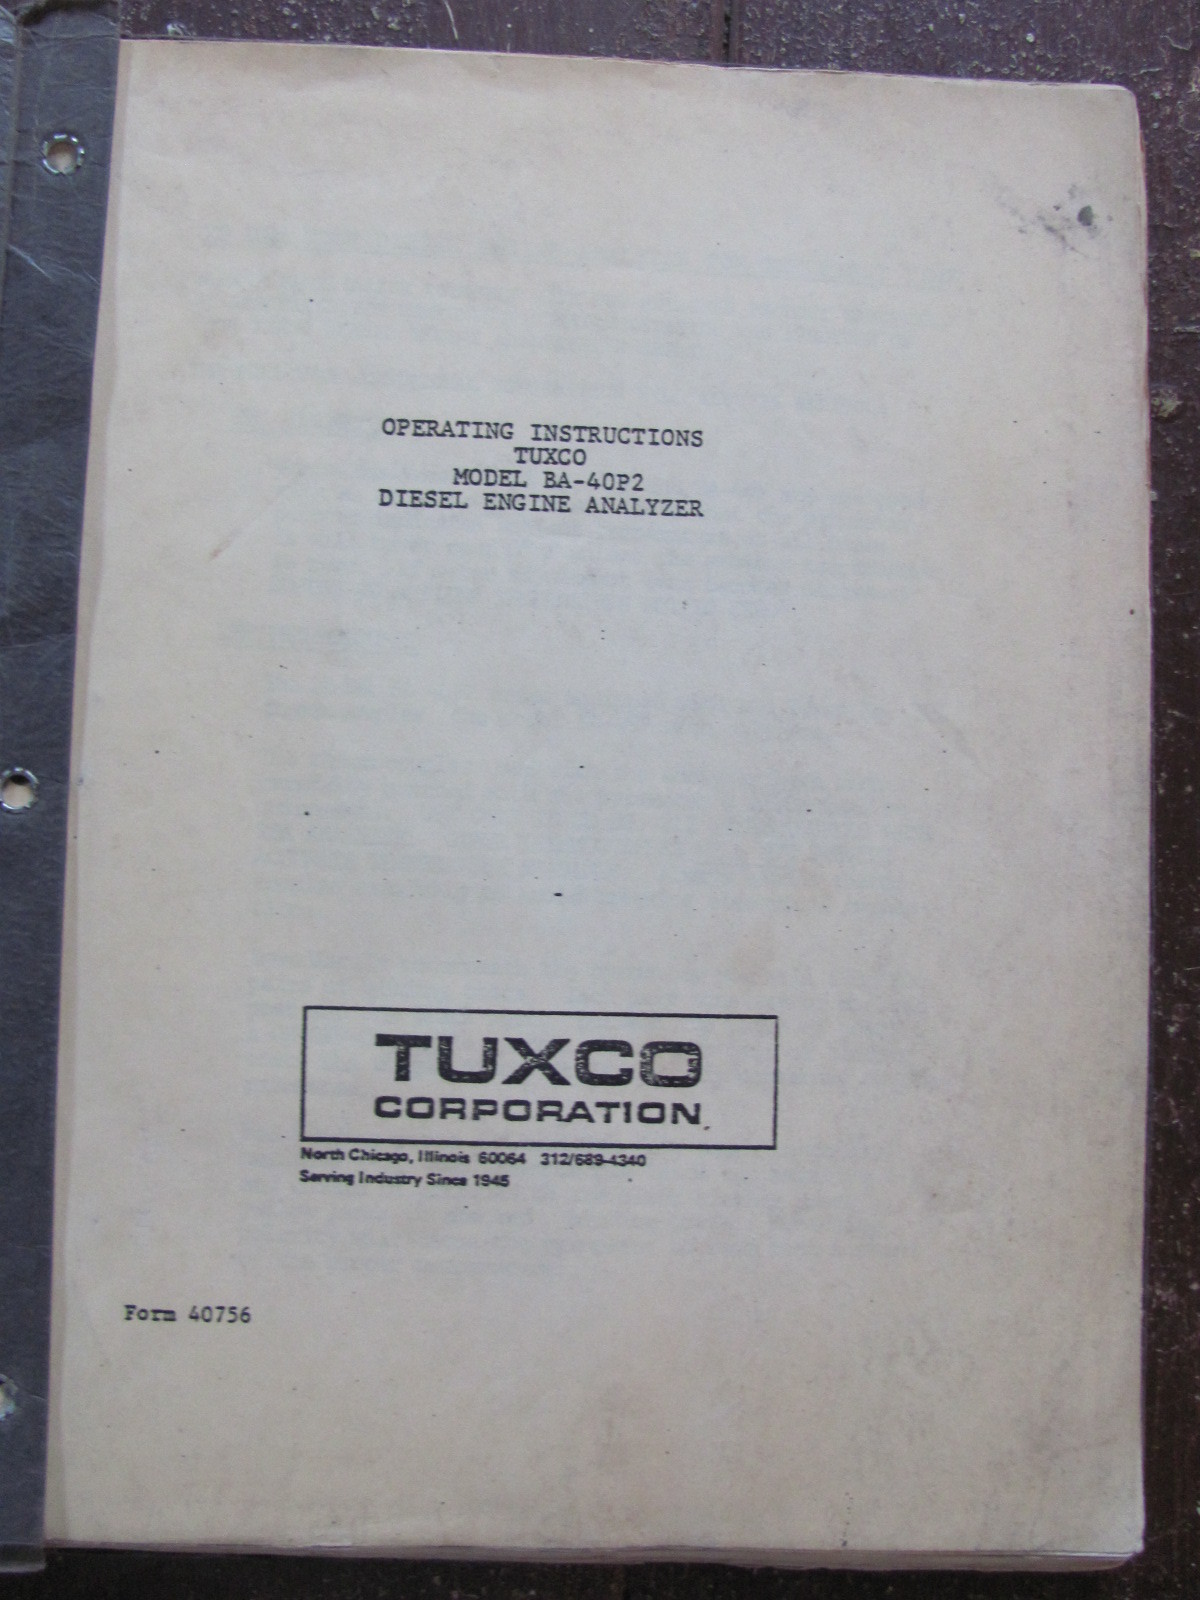 OPERATING INSTRUCTIONS
TUXCO
MODEL BA-40P2
DIESEL ENGINE ANALYZER
TUXCO
CORPORATION
North Chicago, Illinois 60064 312/689-4340
Serving Industry Since 1945
Form 40756